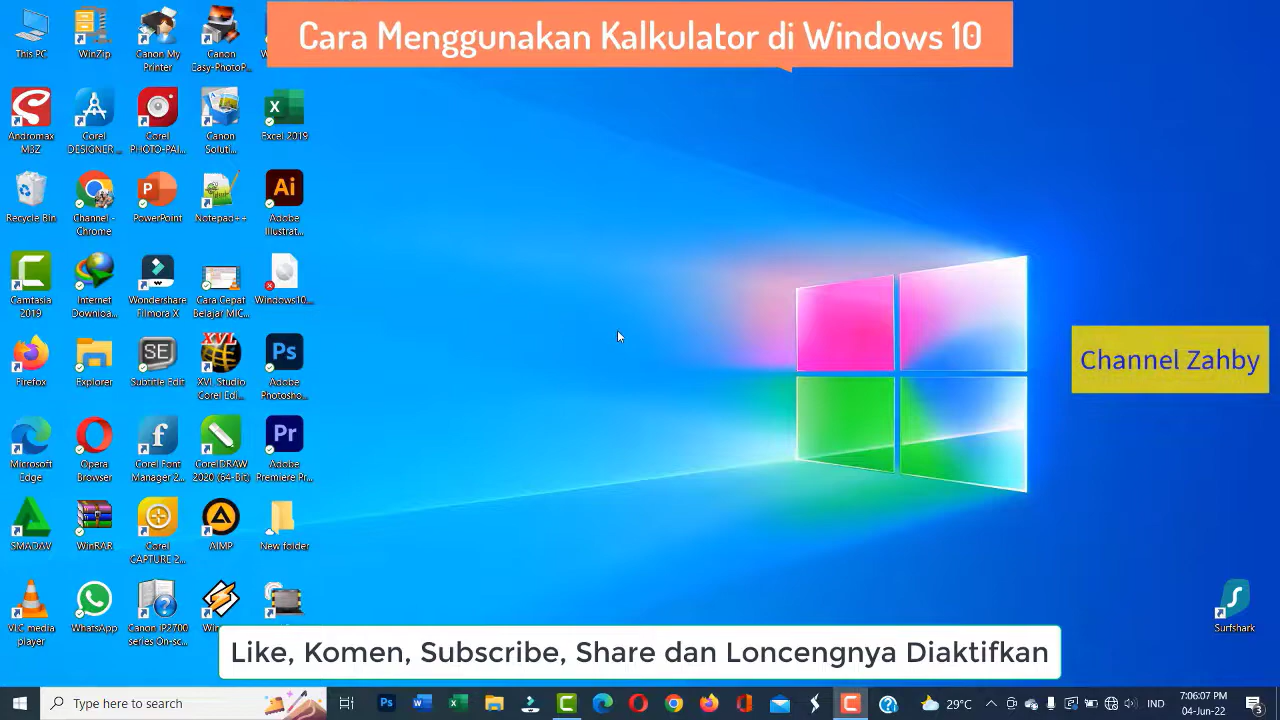 Cara Menggunakan Kalkulator di Windows 10
This PC
WinZip
Canon My
Printer
Canon
Easy-PhotoP...
Andromax
M3Z
Corel
DESIGNER ...
Corel
PHOTO-PAI...
Canon
Soluti...
Excel 2019
Recycle Bin
Channel -
Chrome
PowerPoint
Notepad++
Adobe
Illustrat...
Camtasia
2019
Internet
Downloa...
Wondershare
Filmora X
Cara Cepat
Belajar MIC...
Windows10...
Firefox
Explorer
Subtitle Edit
XVL Studio
Corel Edi...
Adobe
Photosho...
Channel Zahby
Microsoft
Edge
Opera
Browser
Corel Font
Manager 2...
CorelDRAW
2020 (64-Bit)
Adobe
Premiere Pr...
SMADAV
WinRAR
Corel
CAPTURE 2...
AIMP
New folder
VLC media
player
WhatsApp
Canon iP2700
series On-sc...
Surfshark
Like, Komen, Subscribe, Share dan Loncengnya Diaktifkan
Type here to search
29°C
IND
7:06:07 PM
04-Jun-22